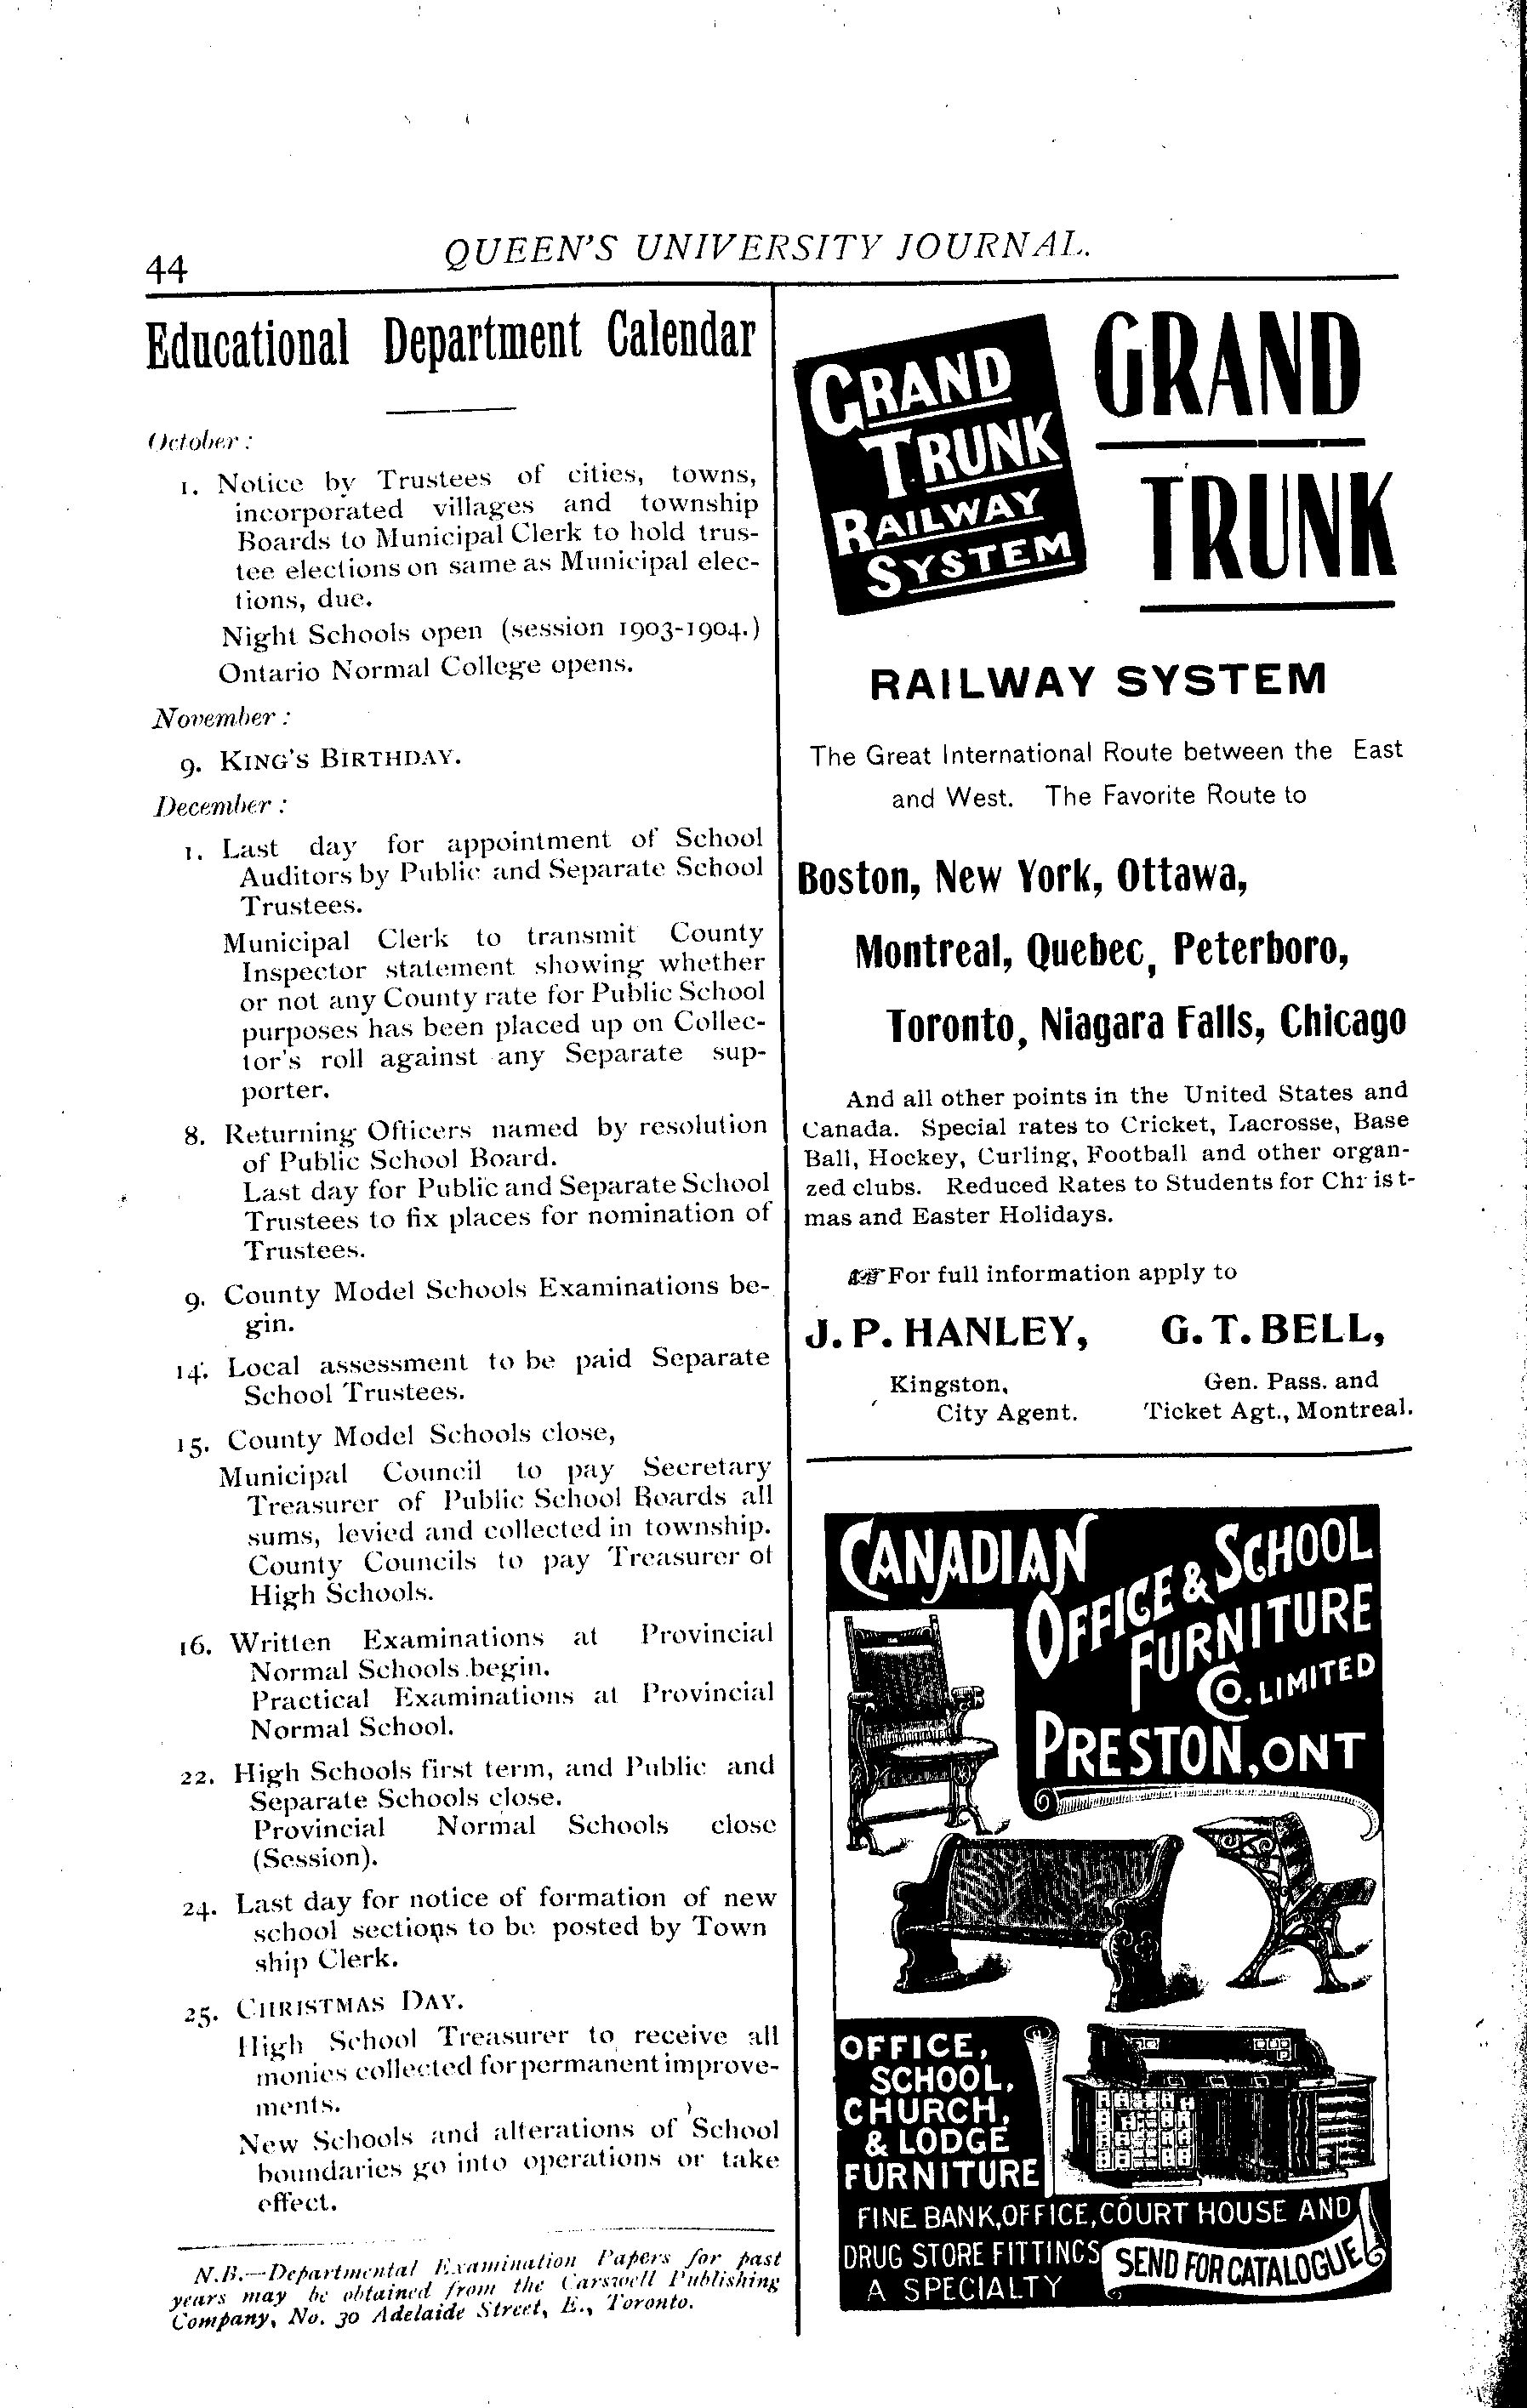 44
QUEEN'S UNIVERSITY JOURNAL.
Educational Department Calendar
October :
1. Notice by Trustees of cities, towns,
incorporated villages and township
Boards to Municipal Clerk to hold trus-
tee elections on same as Municipal elec-
tions, due.
Night Schools open (session 1903-1904.)
Ontario Normal College opens.
November :
9. KING'S BIRTHDAY.
December :
1. Last day for appointment of School
Auditors by Public and Separate School
Trustees.
Municipal Clerk to transmit County
Inspector statement showing whether
or not any County rate for Public School
purposes has been placed up on Collec-
tor's roll against any Separate sup-
porter.
8. Returning Officers named by resolution
of Public School Board.
Last day for Public and Separate School
Trustees to fix places for nomination of
Trustees.
9. County Model Schools Examinations be-
gin.
14. Local assessment to be paid Separate
School Trustees.
15. County Model Schools close,
Municipal Council to pay Secretary
Treasurer of Public School Boards all
sums, levied and collected in township.
County Councils to pay Treasurer of
High Schools.
16. Written Examinations at Provincial
Normal Schools begin.
Practical Examinations at Provincial
Normal School.
22. High Schools first term, and Public and
Separate Schools close.
Provincial Normal Schools close
(Session).
24. Last day for notice of formation of new
school sections to be posted by Town
ship Clerk.
25. CHRISTMAS DAY.
High School Treasurer to receive all
monies collected for permanent improve-
ments.
New Schools and alterations of School
boundaries go into operations or take
effect.
N.B.—Departmental Examination Papers for past
years may be obtained from the Carswell Publishing
Company, No. 30 Adelaide Street, E., Toronto.
GRAND
TRUNK
RAILWAY
SYSTEM
GRAND
TRUNK
RAILWAY SYSTEM
The Great International Route between the East
and West. The Favorite Route to
Boston, New York, Ottawa,
Montreal, Quebec, Peterboro,
Toronto, Niagara Falls, Chicago
And all other points in the United States and
Canada. Special rates to Cricket, Lacrosse, Base
Ball, Hockey, Curling, Football and other organ-
zed clubs. Reduced Rates to Students for Christ-
mas and Easter Holidays.
☞For full information apply to
J. P. HANLEY,
Kingston,
City Agent.
G. T. BELL,
Gen. Pass. and
Ticket Agt., Montreal.
CANADIAN
OFFICE & SCHOOL
FURNITURE
CO. LIMITED
PRESTON, ONT
OFFICE,
SCHOOL,
CHURCH,
& LODGE
FURNITURE
FINE BANK, OFFICE, COURT HOUSE AND
DRUG STORE FITTINGS
A SPECIALTY
SEND FOR CATALOGUE